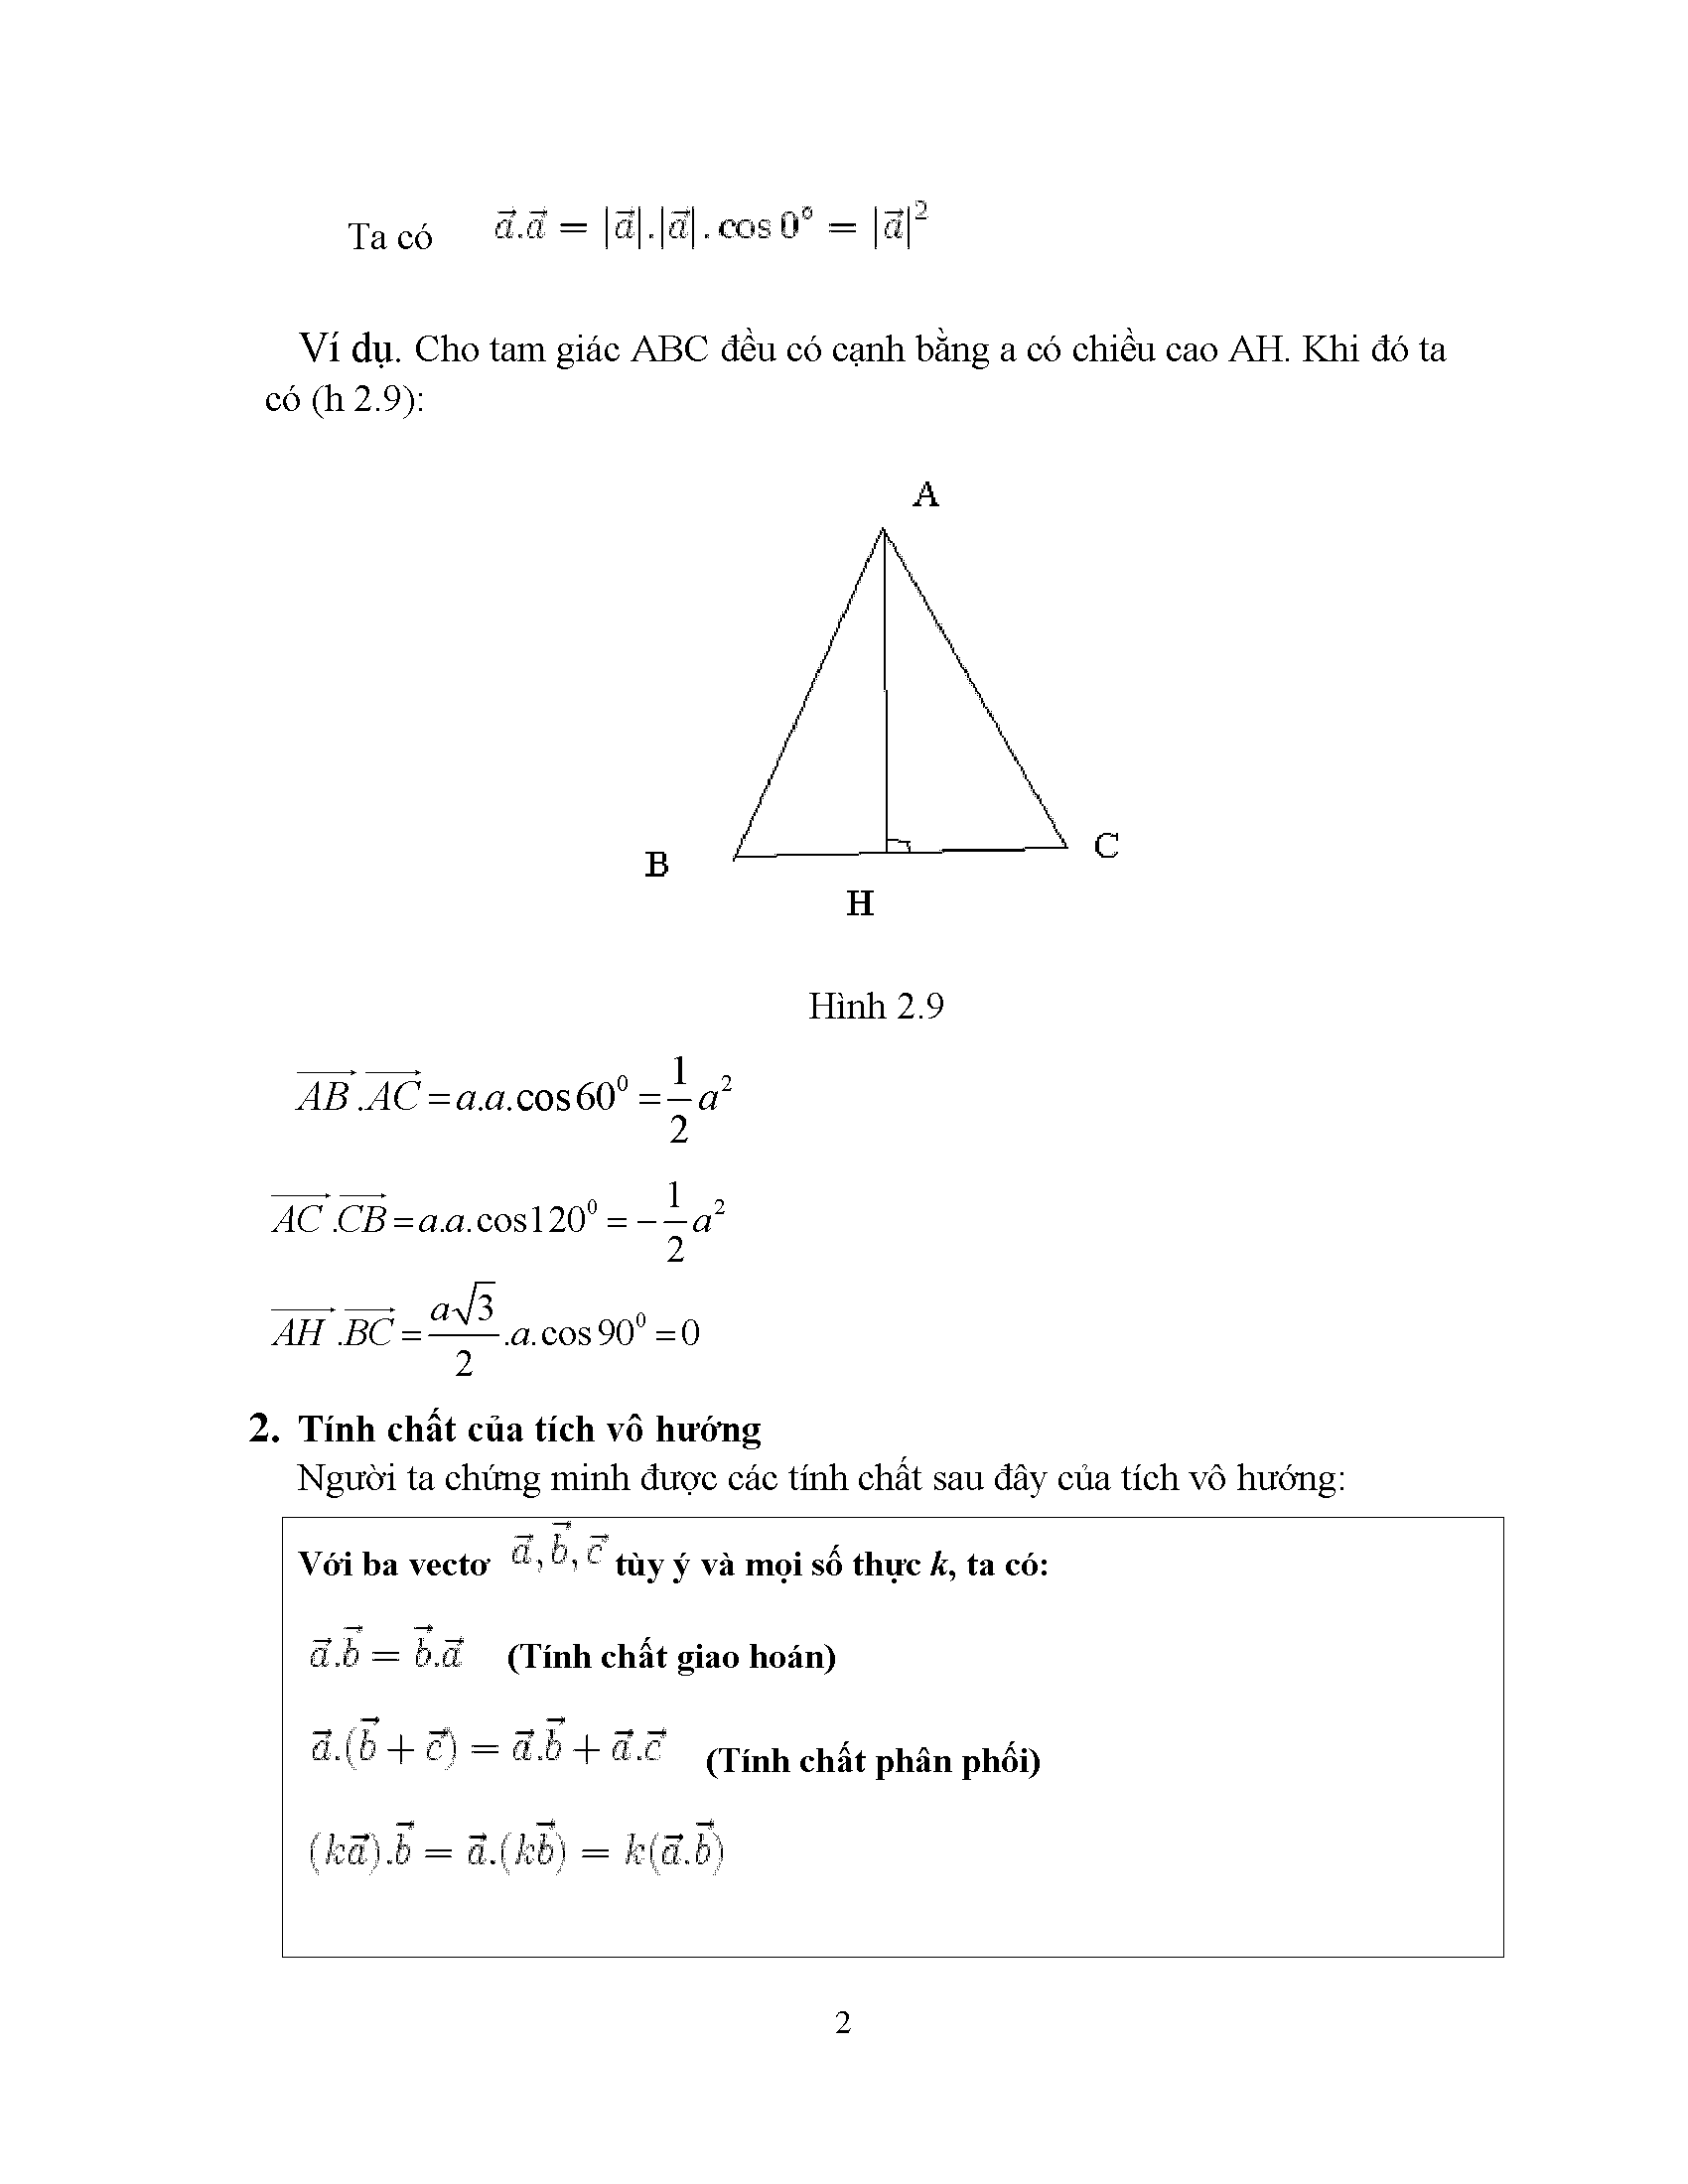 Ta có $\vec{a}.\vec{a} = |\vec{a}|.|\vec{a}|.\cos 0^{\circ} = |\vec{a}|^2$
Ví dụ. Cho tam giác ABC đều có cạnh bằng a có chiều cao AH. Khi đó ta
có (h 2.9):
A
B
C
H
Hình 2.9
$\overrightarrow{AB}.\overrightarrow{AC} = a.a.\cos 60^0 = \frac{1}{2}a^2$
$\overrightarrow{AC}.\overrightarrow{CB} = a.a.\cos 120^0 = -\frac{1}{2}a^2$
$\overrightarrow{AH}.\overrightarrow{BC} = \frac{a\sqrt{3}}{2}.a.\cos 90^0 = 0$
2. Tính chất của tích vô hướng
Người ta chứng minh được các tính chất sau đây của tích vô hướng:
Với ba vectơ $\vec{a}, \vec{b}, \vec{c}$ tùy ý và mọi số thực k, ta có:
$\vec{a}.\vec{b} = \vec{b}.\vec{a}$ (Tính chất giao hoán)
$\vec{a}.(\vec{b} + \vec{c}) = \vec{a}.\vec{b} + \vec{a}.\vec{c}$ (Tính chất phân phối)
$(k\vec{a}).\vec{b} = \vec{a}.(k\vec{b}) = k(\vec{a}.\vec{b})$
2